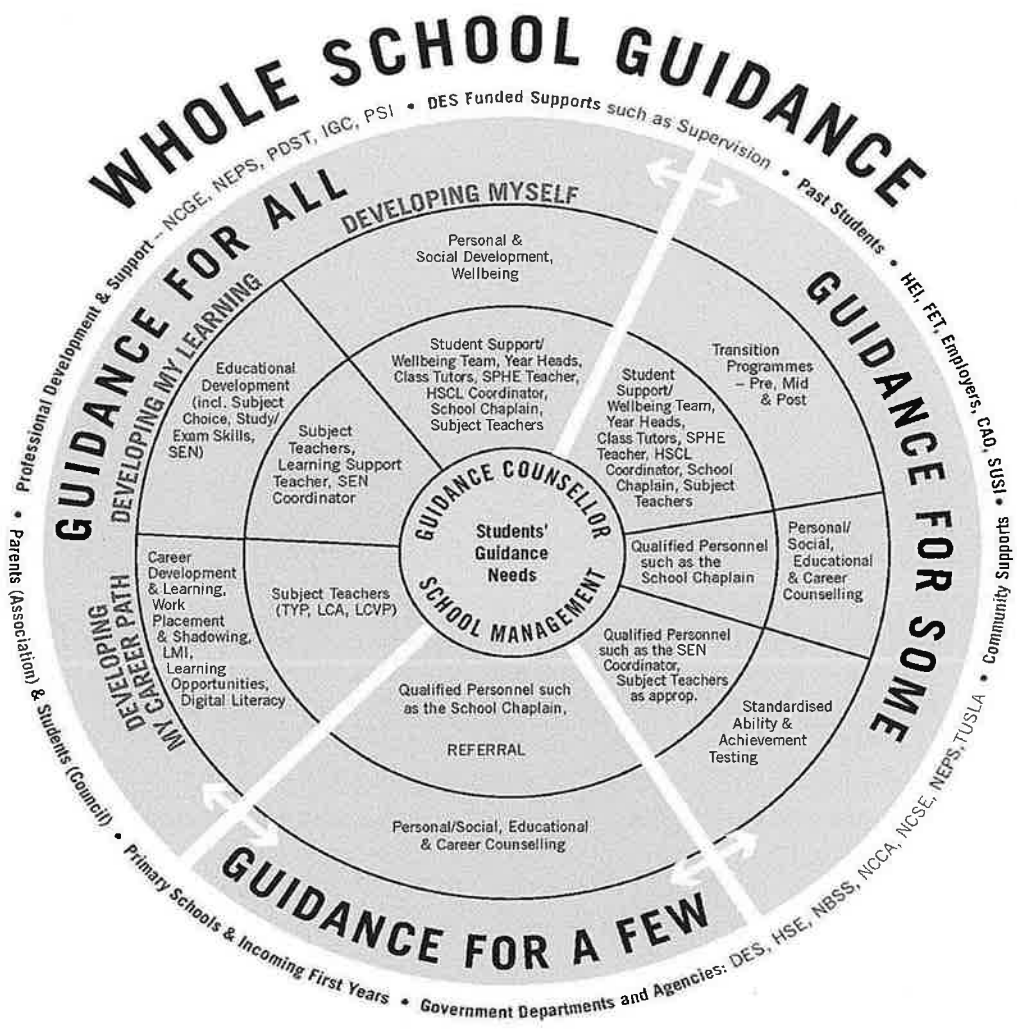 WHOLE SCHOOL GUIDANCE
Professional Development & Support – NCGE, NEPS, PDST, IGC, PSI • DES Funded Supports such as Supervision • Past Students • HEI, FET, Employers, CAO, SUSI • Community Supports
• Parents (Association) & Students (Council) • Primary Schools & Incoming First Years • Government Departments and Agencies: DES, HSE, NBSS, NCCA, NCSE, NEPS, TUSLA •
GUIDANCE FOR ALL
DEVELOPING MYSELF
Personal &
Social Development,
Wellbeing
Student Support/
Wellbeing Team, Year Heads,
Class Tutors, SPHE Teacher,
HSCL Coordinator,
School Chaplain,
Subject Teachers
DEVELOPING MY LEARNING
Educational
Development
(incl. Subject
Choice, Study/
Exam Skills,
SEN)
Subject
Teachers,
Learning Support
Teacher, SEN
Coordinator
DEVELOPING
MY CAREER PATH
Career
Development
& Learning,
Work
Placement
& Shadowing,
LMI,
Learning
Opportunities,
Digital Literacy
Subject Teachers
(TYP, LCA, LCVP)
GUIDANCE COUNSELLOR
Students'
Guidance
Needs
SCHOOL MANAGEMENT
GUIDANCE FOR SOME
Transition
Programmes
– Pre, Mid
& Post
Student
Support/
Wellbeing Team,
Year Heads,
Class Tutors, SPHE
Teacher, HSCL
Coordinator, School
Chaplain, Subject
Teachers
Qualified Personnel
such as the
School Chaplain
Personal/
Social,
Educational
& Career
Counselling
Qualified Personnel
such as the SEN
Coordinator,
Subject Teachers
as approp.
Standardised
Ability &
Achievement
Testing
Qualified Personnel such
as the School Chaplain,
REFERRAL
Personal/Social, Educational
& Career Counselling
GUIDANCE FOR A FEW